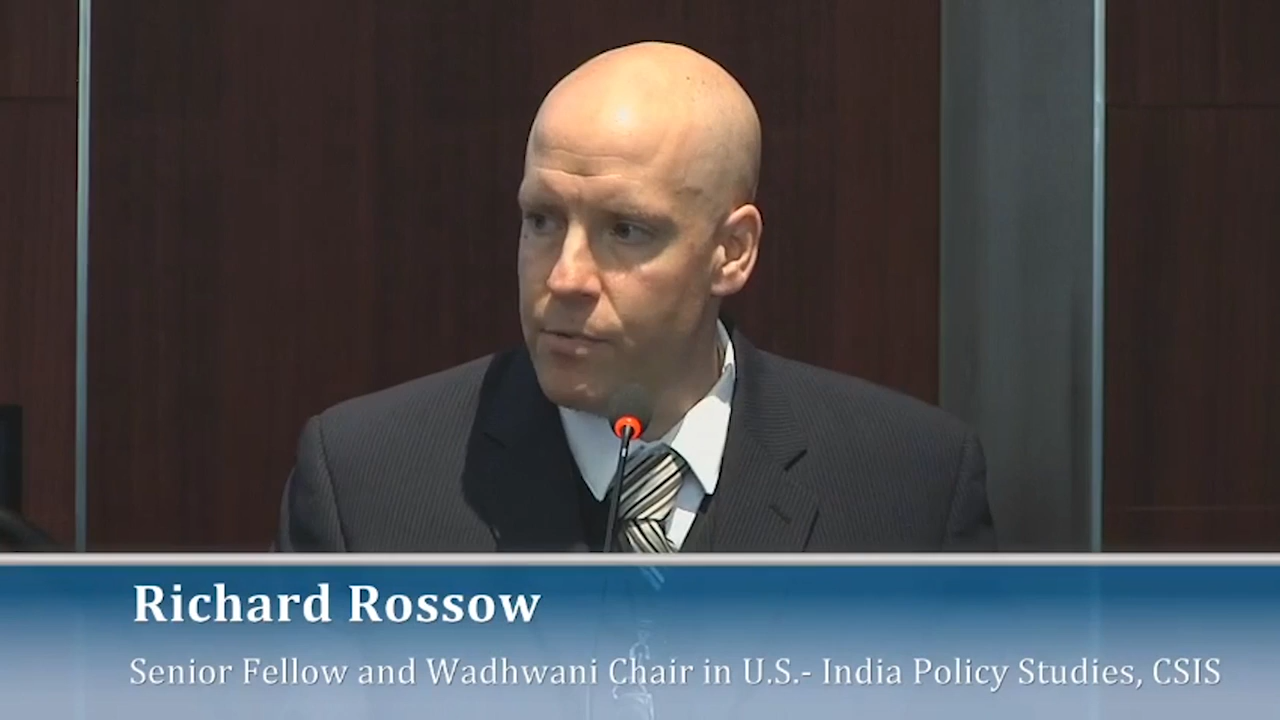 Richard Rossow
Senior Fellow and Wadhwani Chair in U.S.- India Policy Studies, CSIS